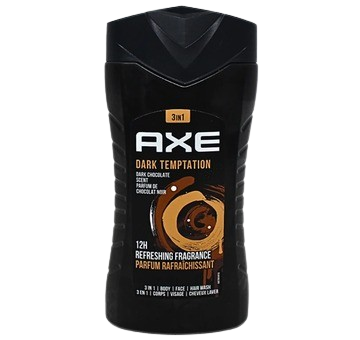 3IN1
AXE
DARK TEMPTATION
DARK CHOCOLATE
SCENT
PARFUM DE
CHOCOLAT NOIR
12H
REFRESHING FRAGRANCE
PARFUM RAFRAÎCHISSANT
3 IN 1 | BODY | FACE | HAIR WASH
3 EN 1 | CORPS | VISAGE | CHEVEUX LAVER